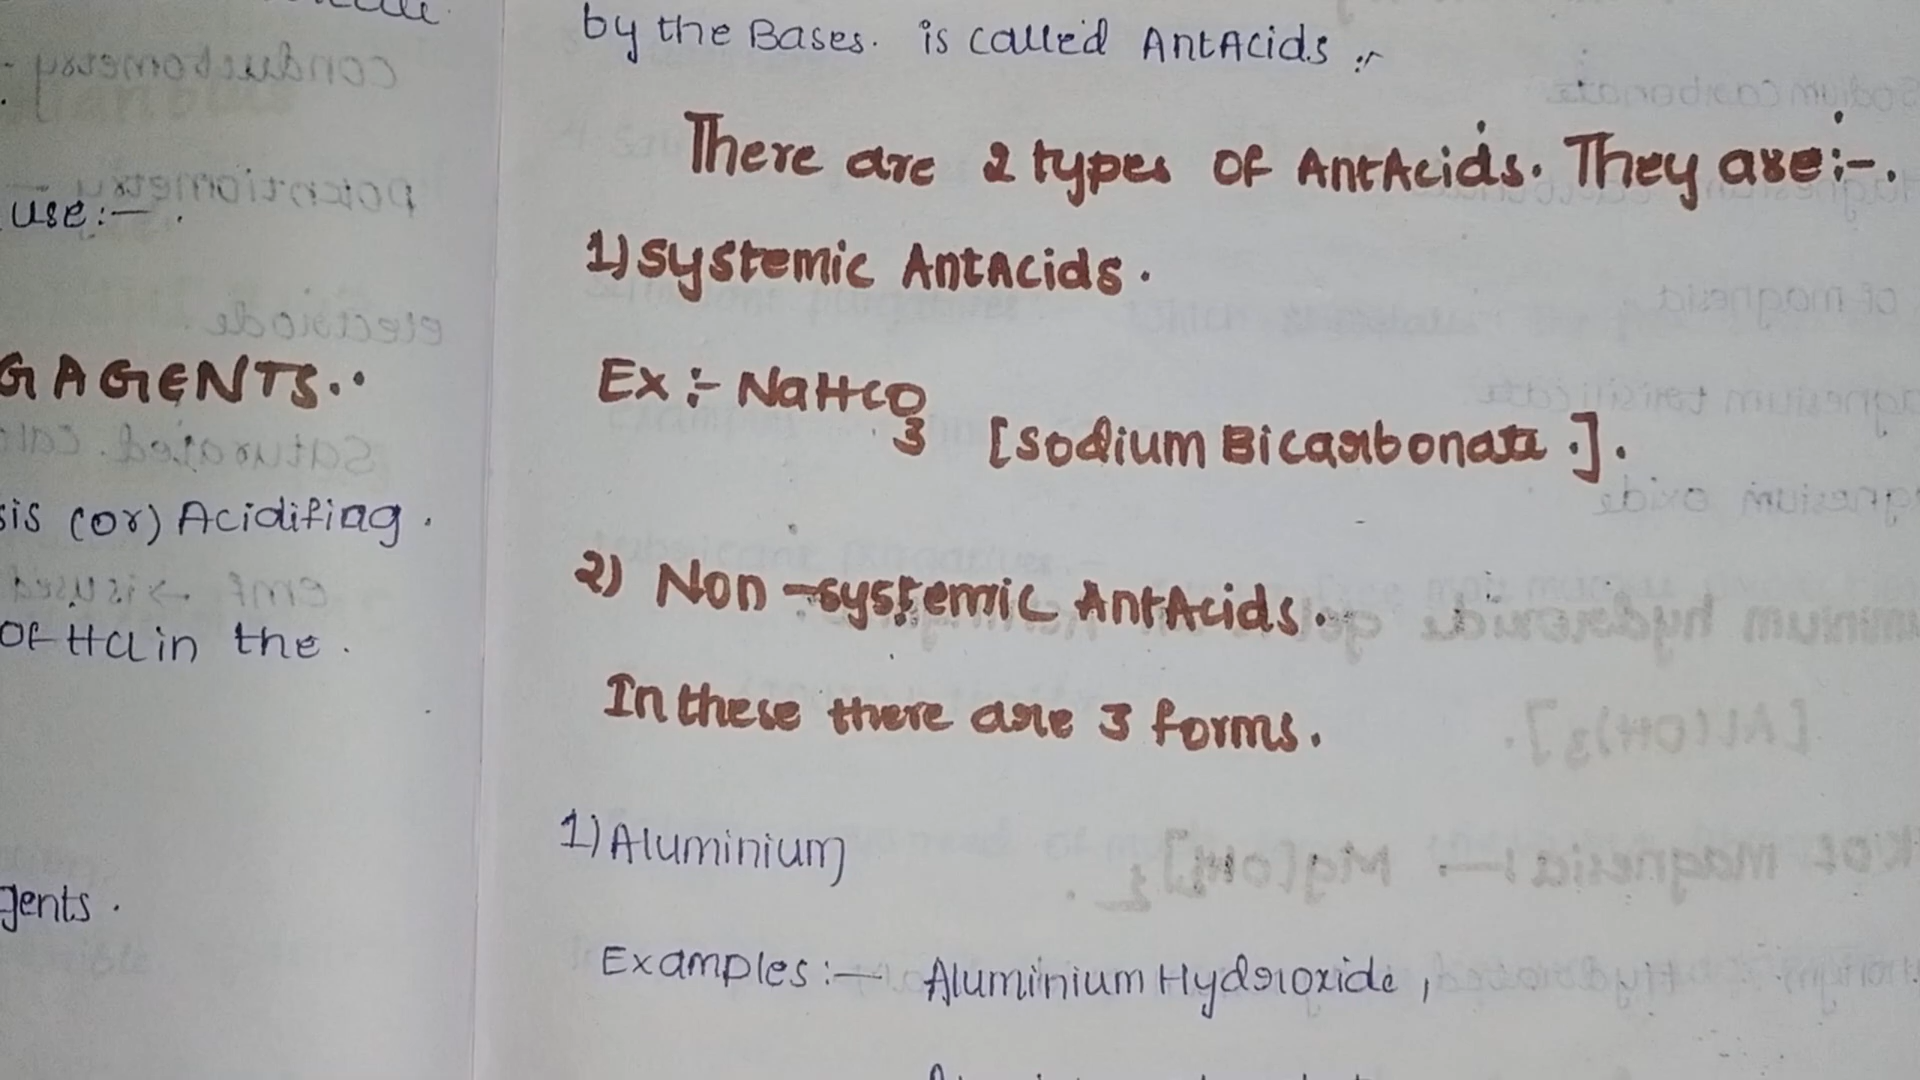 use:- .
GAGENTS..
sis (or) Acidifiag .
OF HCl in the .
gents .
by the Bases. is called AntAcids :-
There are 2 types of AntAcids. They are:-.
1) Systemic AntAcids.
Ex :- NaHCO3 [Sodium Bicarbonate .].
2) Non-systemic AntAcids.
In these there are 3 forms.
1) Aluminium
Examples :- Aluminium Hydroxide ,